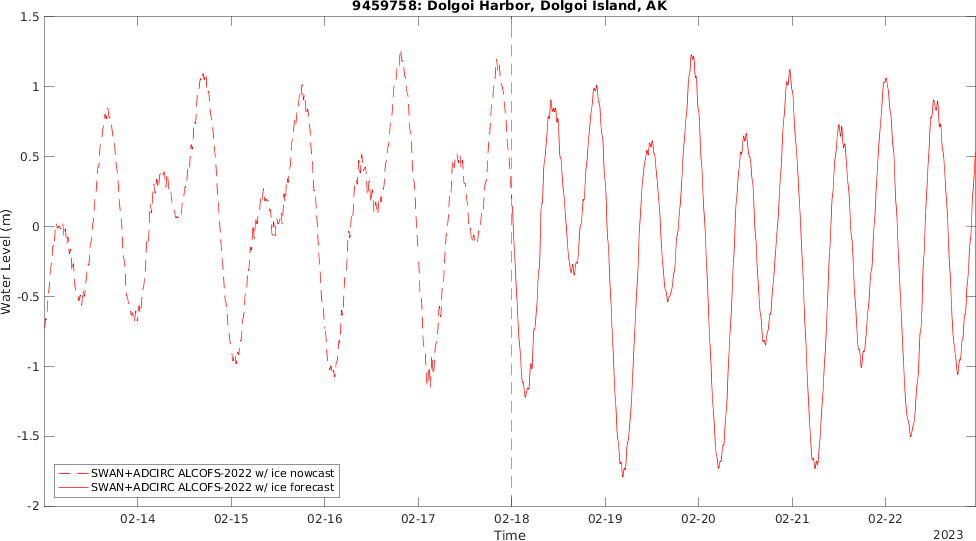 9459758: Dolgoi Harbor, Dolgoi Island, AK
1.5
1
0.5
0
-0.5
-1
-1.5
-2
Water Level (m)
SWAN+ADCIRC ALCOFS-2022 w/ ice nowcast
SWAN+ADCIRC ALCOFS-2022 w/ ice forecast
02-14 02-15 02-16 02-17 02-18 02-19 02-20 02-21 02-22
Time
2023